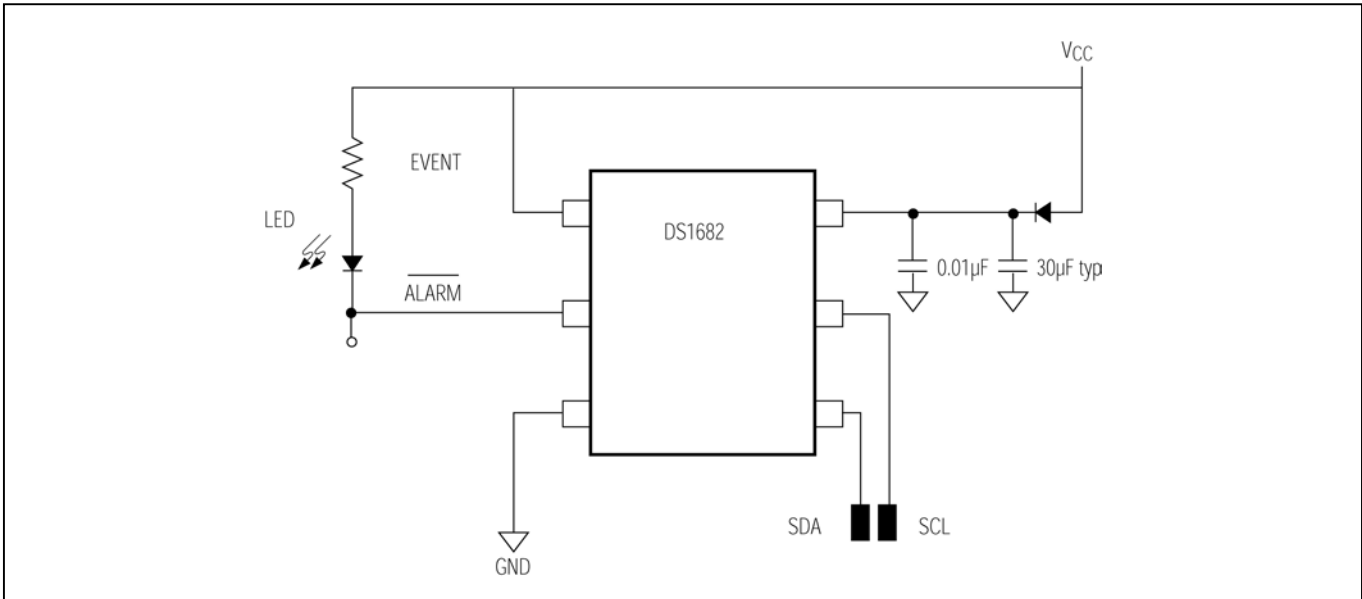 VCC
EVENT
LED
DS1682
0.01µF
30µF typ
ALARM
SDA
SCL
GND